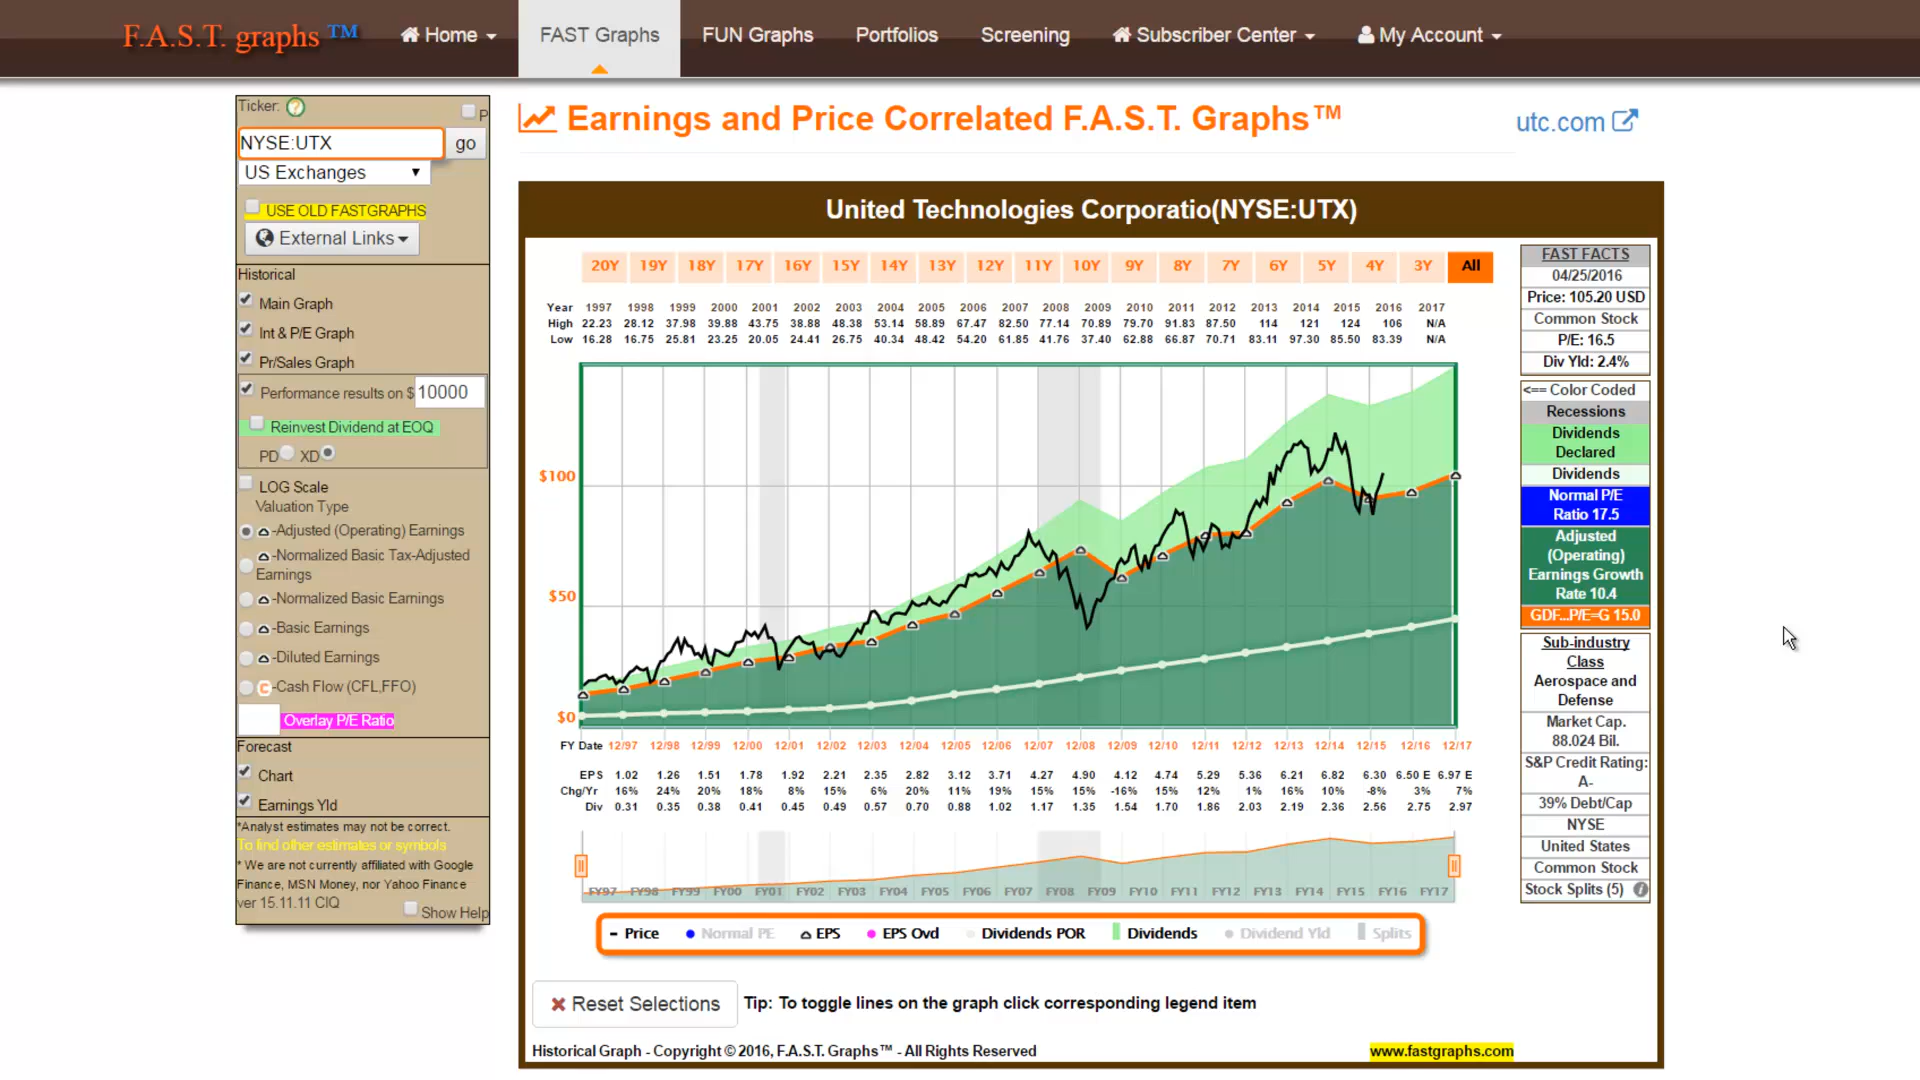 F.A.S.T. graphs ™
Home
FAST Graphs
FUN Graphs
Portfolios
Screening
Subscriber Center
My Account
Ticker:
P
NYSE:UTX
go
US Exchanges
USE OLD FASTGRAPHS
External Links
Historical
Main Graph
Int & P/E Graph
Pr/Sales Graph
Performance results on $ 10000
Reinvest Dividend at EOQ
PD XD
LOG Scale
Valuation Type
-Adjusted (Operating) Earnings
-Normalized Basic Tax-Adjusted
Earnings
-Normalized Basic Earnings
-Basic Earnings
-Diluted Earnings
C-Cash Flow (CFL,FFO)
Overlay P/E Ratio
Forecast
Chart
Earnings Yld
*Analyst estimates may not be correct.
To find other estimates or symbols
* We are not currently affiliated with Google
Finance, MSN Money, nor Yahoo Finance
ver 15.11.11 CIQ
Show Help
Earnings and Price Correlated F.A.S.T. Graphs™
utc.com
United Technologies Corporatio(NYSE:UTX)
20Y 19Y 18Y 17Y 16Y 15Y 14Y 13Y 12Y 11Y 10Y 9Y 8Y 7Y 6Y 5Y 4Y 3Y All
Year 1997 1998 1999 2000 2001 2002 2003 2004 2005 2006 2007 2008 2009 2010 2011 2012 2013 2014 2015 2016 2017
High 22.23 28.12 37.98 39.88 43.75 38.88 48.38 53.14 58.89 67.47 82.50 77.14 70.89 79.70 91.83 87.50 114 121 124 106 N/A
Low 16.28 16.75 25.81 23.25 20.05 24.41 26.75 40.34 48.42 54.20 61.85 41.76 37.40 62.88 66.87 70.71 83.11 97.30 85.50 83.39 N/A
$100
$50
$0
FY Date 12/97 12/98 12/99 12/00 12/01 12/02 12/03 12/04 12/05 12/06 12/07 12/08 12/09 12/10 12/11 12/12 12/13 12/14 12/15 12/16 12/17
EPS 1.02 1.26 1.51 1.78 1.92 2.21 2.35 2.82 3.12 3.71 4.27 4.90 4.12 4.74 5.29 5.36 6.21 6.82 6.30 6.50 E 6.97 E
Chg/Yr 16% 24% 20% 18% 8% 15% 6% 20% 11% 19% 15% 15% -16% 15% 12% 1% 16% 10% -8% 3% 7%
Div 0.31 0.35 0.38 0.41 0.45 0.49 0.57 0.70 0.88 1.02 1.17 1.35 1.54 1.70 1.86 2.03 2.19 2.36 2.56 2.75 2.97
FY97 FY98 FY99 FY00 FY01 FY02 FY03 FY04 FY05 FY06 FY07 FY08 FY09 FY10 FY11 FY12 FY13 FY14 FY15 FY16 FY17
Price Normal PE EPS EPS Ovd Dividends POR Dividends Dividend Yld Splits
Reset Selections
Tip: To toggle lines on the graph click corresponding legend item
Historical Graph - Copyright © 2016, F.A.S.T. Graphs™ - All Rights Reserved
www.fastgraphs.com
FAST FACTS
04/25/2016
Price: 105.20 USD
Common Stock
P/E: 16.5
Div Yld: 2.4%
<== Color Coded
Recessions
Dividends
Declared
Dividends
Normal P/E
Ratio 17.5
Adjusted
(Operating)
Earnings Growth
Rate 10.4
GDF...P/E=G 15.0
Sub-industry
Class
Aerospace and
Defense
Market Cap.
88.024 Bil.
S&P Credit Rating:
A-
39% Debt/Cap
NYSE
United States
Common Stock
Stock Splits (5)